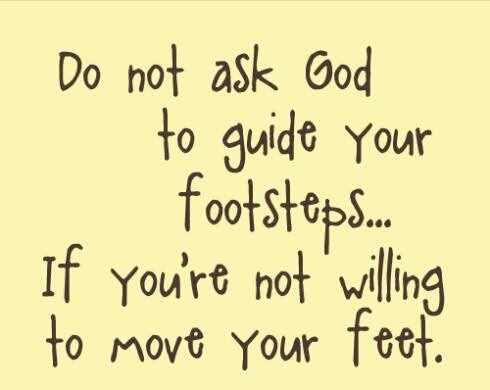 Do not ask God
to guide your
footsteps...
If you're not willing
to move your feet.